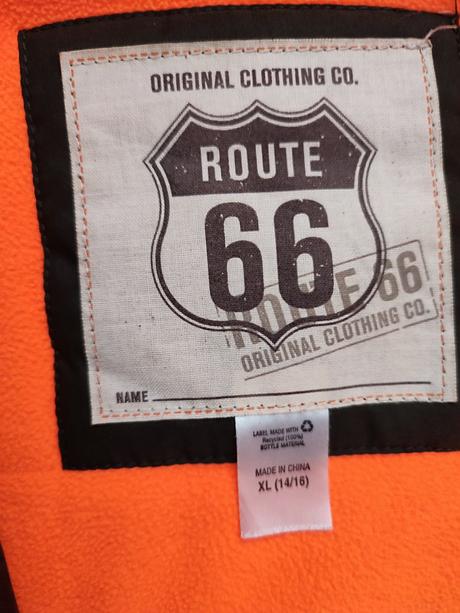 ORIGINAL CLOTHING CO.
ROUTE
66
ROUTE 66
ORIGINAL CLOTHING CO.
NAME
LABEL MADE WITH
Recycled (100%)
BOTTLE MATERIAL
MADE IN CHINA
XL (14/16)